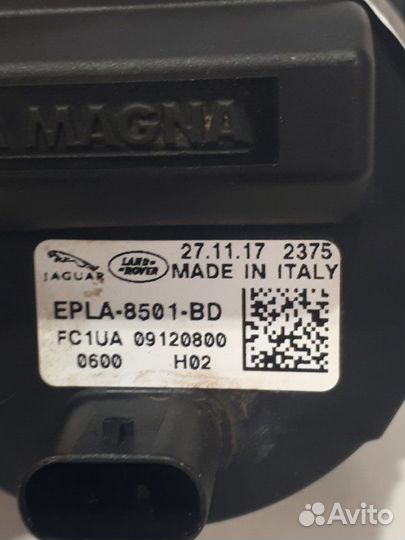 A MAGNA
JAGUAR
LAND-
-ROVER
27.11.17 2375
MADE IN ITALY
EPLA-8501-BD
FC1UA 09120800
0600 H02
Avito